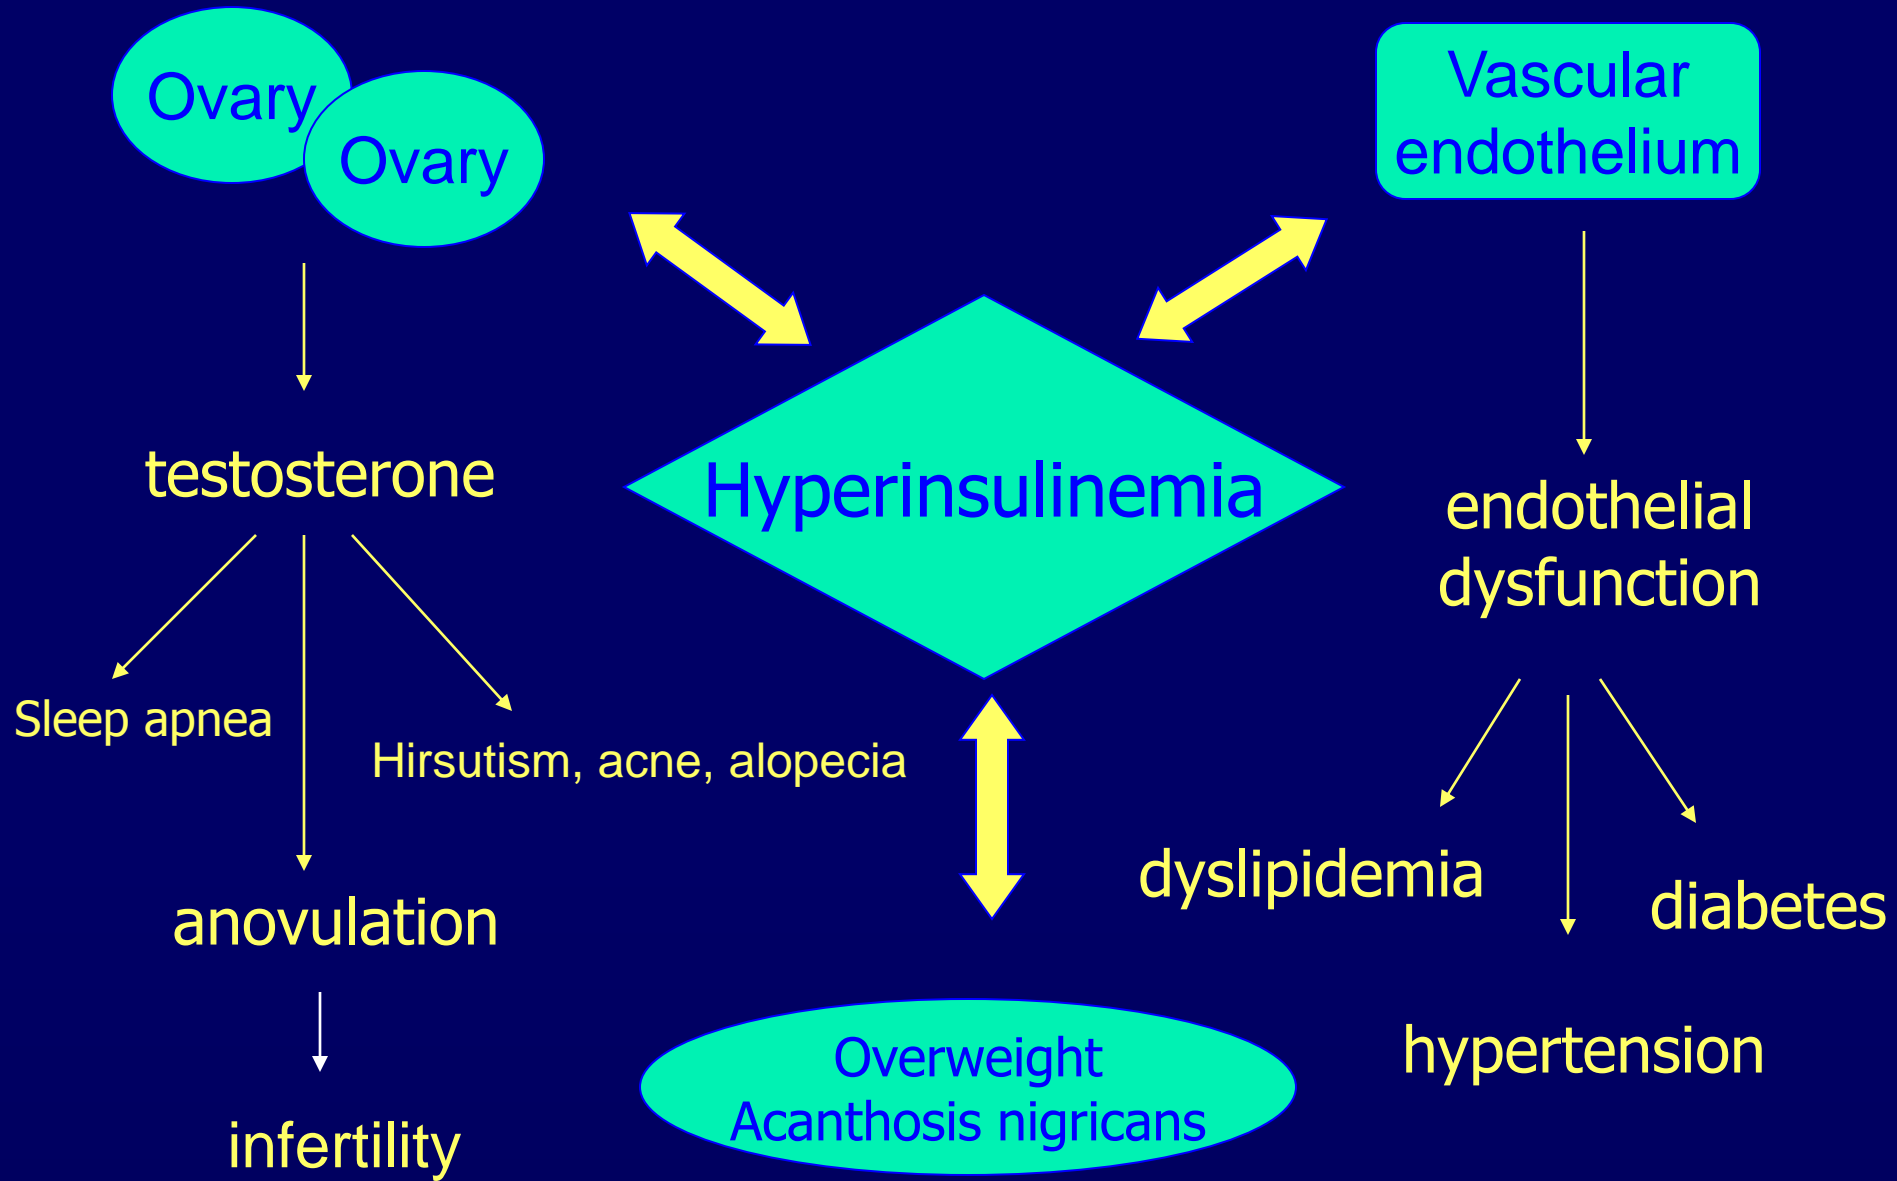 Ovary
Ovary
Vascular
endothelium
Hyperinsulinemia
testosterone
endothelial
dysfunction
Sleep apnea
Hirsutism, acne, alopecia
dyslipidemia
diabetes
anovulation
hypertension
Overweight
Acanthosis nigricans
infertility